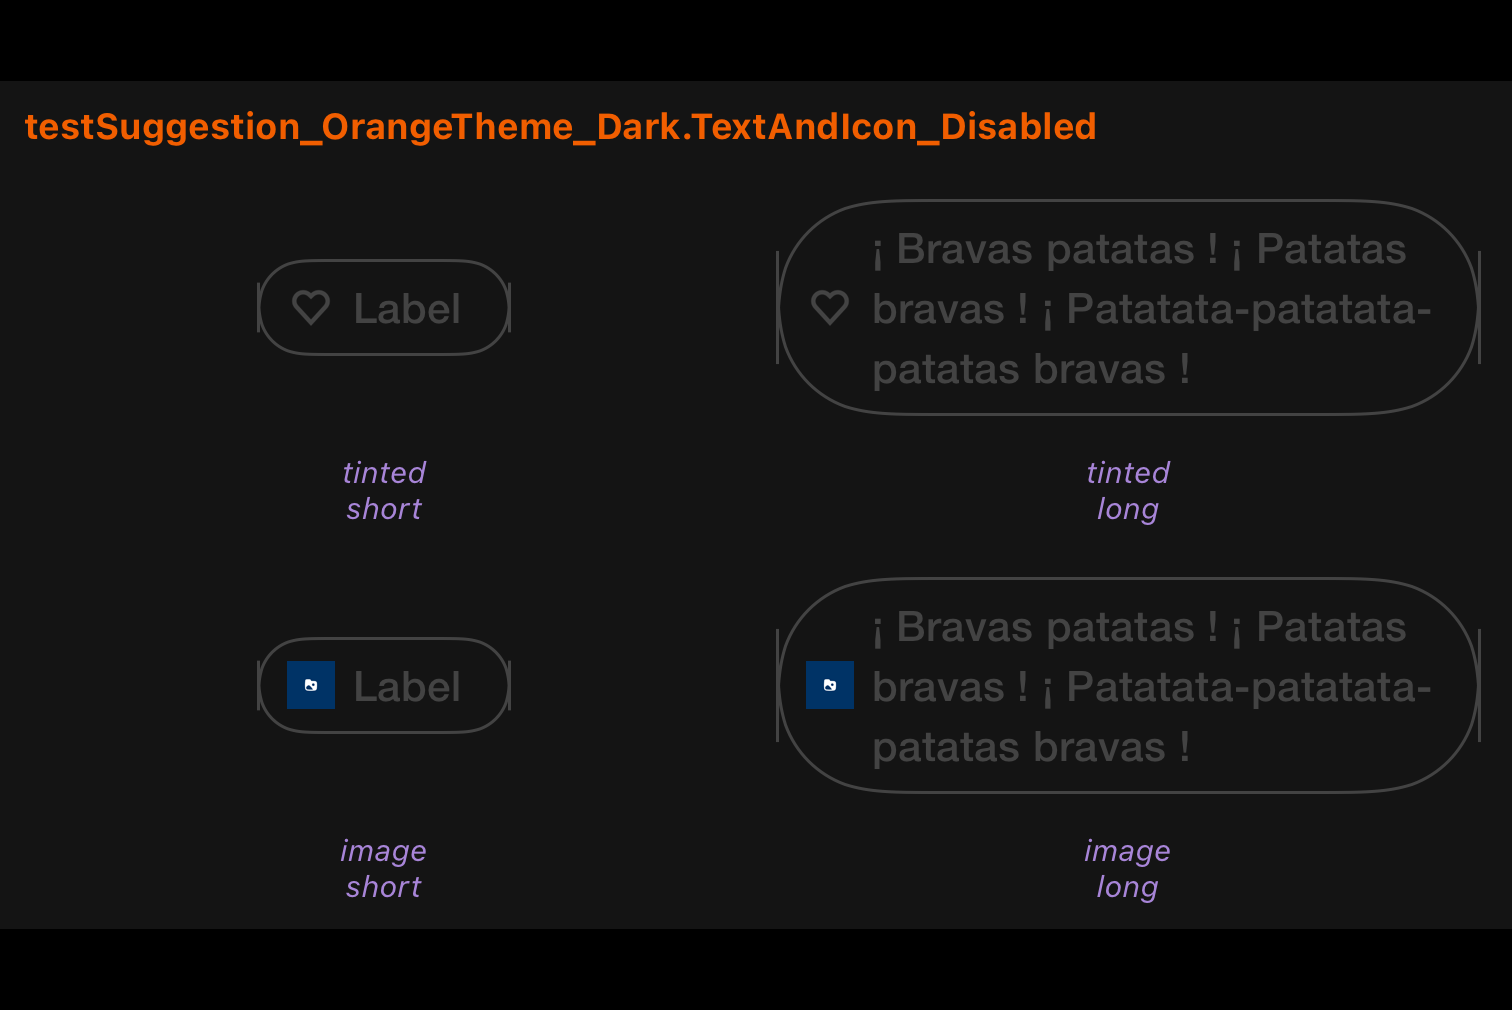 testSuggestion_OrangeTheme_Dark.TextAndIcon_Disabled
Label
¡ Bravas patatas ! ¡ Patatas
bravas ! ¡ Patatata-patatata-
patatas bravas !
tinted
short
tinted
long
Label
¡ Bravas patatas ! ¡ Patatas
bravas ! ¡ Patatata-patatata-
patatas bravas !
image
short
image
long